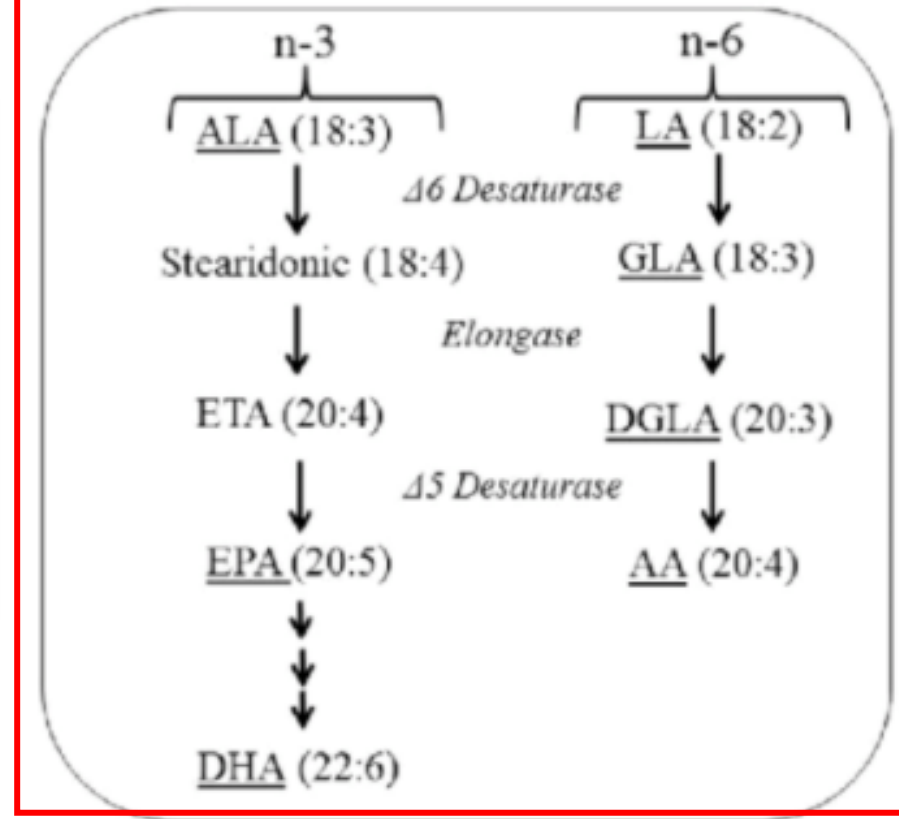 n-3 n-6
ALA (18:3) LA (18:2)
Δ6 Desaturase
Stearidonic (18:4) GLA (18:3)
Elongase
ETA (20:4) DGLA (20:3)
Δ5 Desaturase
EPA (20:5) AA (20:4)
DHA (22:6)